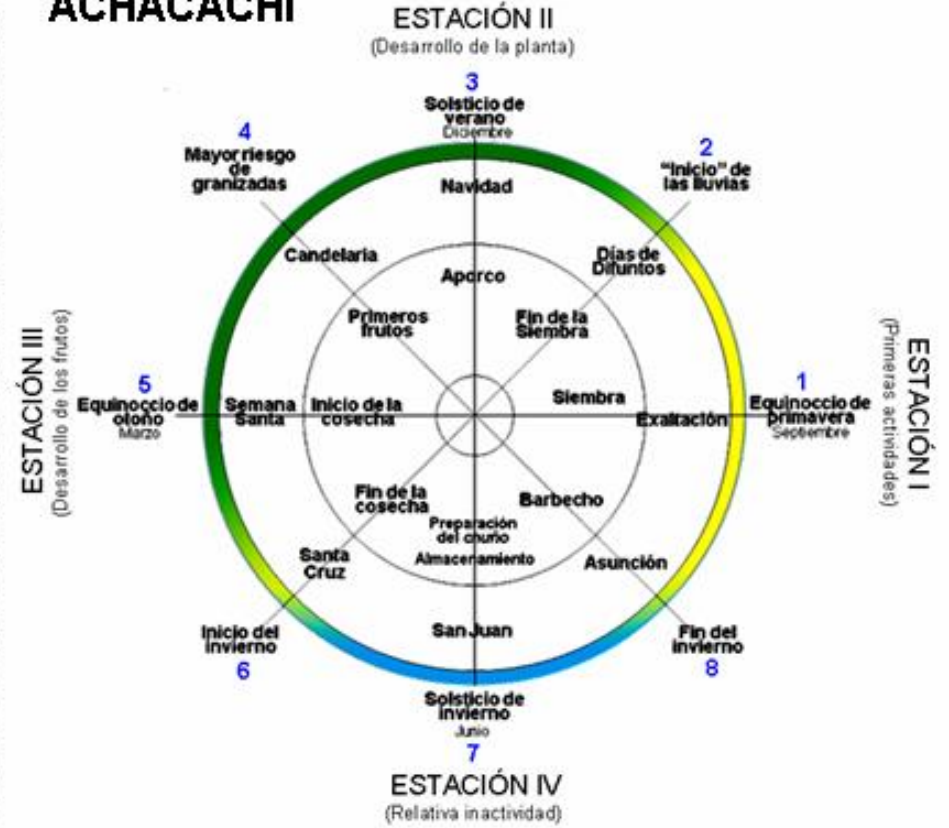 ACHACACHI
ESTACIÓN II
(Desarrollo de la planta)
3
Solsticio de
verano
Diciembre
4
Mayor riesgo
de
granizadas
2
“Inicio” de
las lluvias
Navidad
Candelaria
Días de
Difuntos
Aporco
Primeros
frutos
Fin de la
Siembra
ESTACIÓN III
(Desarrollo de los frutos)
5
Equinoccio de
otoño
Marzo
Semana
Santa
Inicio de la
cosecha
Siembra
Exaltación
1
Equinoccio de
primavera
Septiembre
ESTACIÓN I
(Primeras actividades)
Fin de la
cosecha
Barbecho
Preparación
del chuño
Almacenamiento
Santa
Cruz
Asunción
San Juan
Inicio del
invierno
6
Fin del
invierno
8
Solsticio de
invierno
Junio
7
ESTACIÓN IV
(Relativa inactividad)